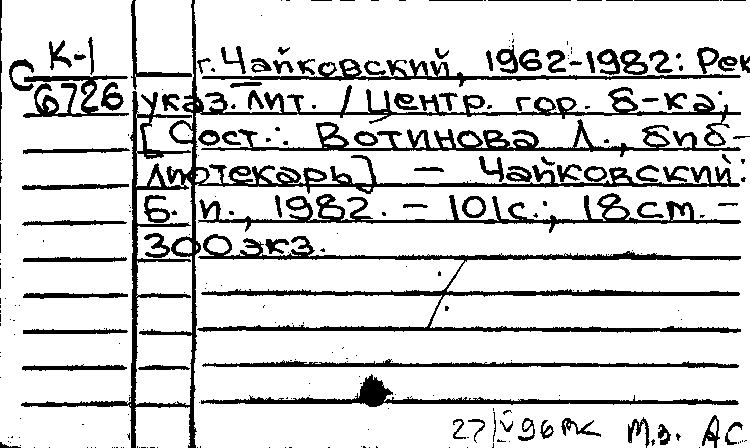 К-1
С 6726
г. Чайковский, 1962-1982: Рек
указ. лит. / Центр. гор. б-ка;
[Сост.: Вотинова Л., биб-
лиотекарь] – Чайковский:
Б. и., 1982. – 101с.; 18см. –
300экз.
М.з. АС